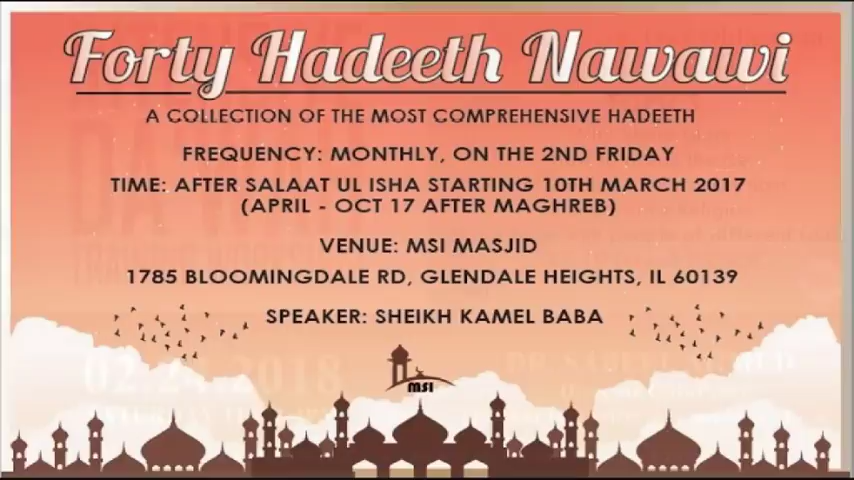 Forty Hadeeth Nawawi
A COLLECTION OF THE MOST COMPREHENSIVE HADEETH
FREQUENCY: MONTHLY, ON THE 2ND FRIDAY
TIME: AFTER SALAAT UL ISHA STARTING 10TH MARCH 2017
(APRIL - OCT 17 AFTER MAGHREB)
VENUE: MSI MASJID
1785 BLOOMINGDALE RD, GLENDALE HEIGHTS, IL 60139
SPEAKER: SHEIKH KAMEL BABA
MSI